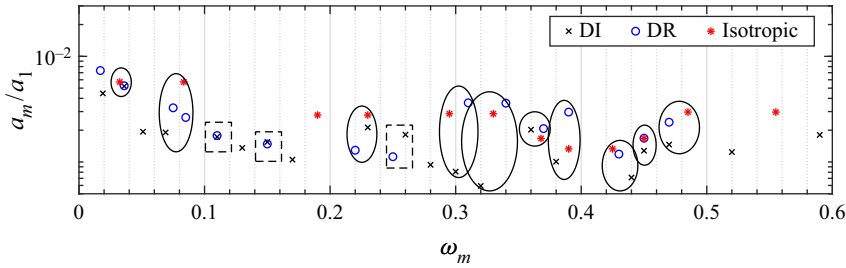 10⁻²
a_m/a_1
× DI ○ DR * Isotropic
0 0.1 0.2 0.3 0.4 0.5 0.6
ω_m